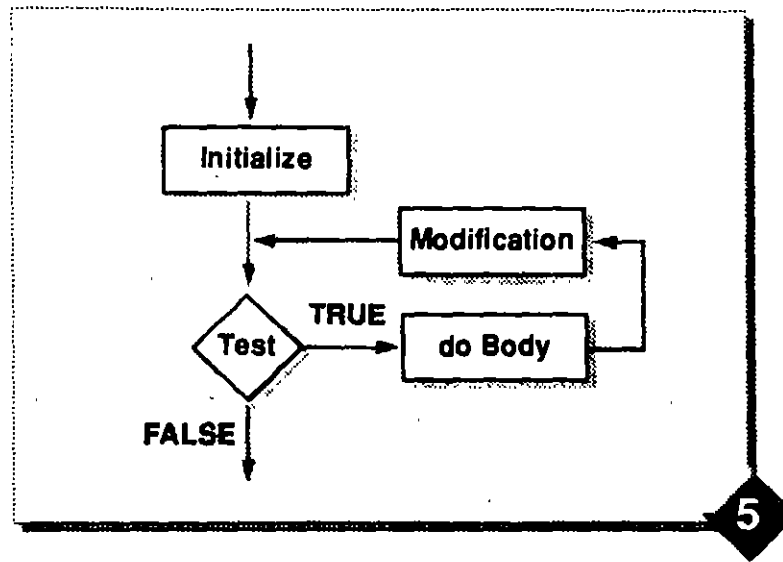 Initialize
Modification
TRUE
Test
do Body
FALSE
5